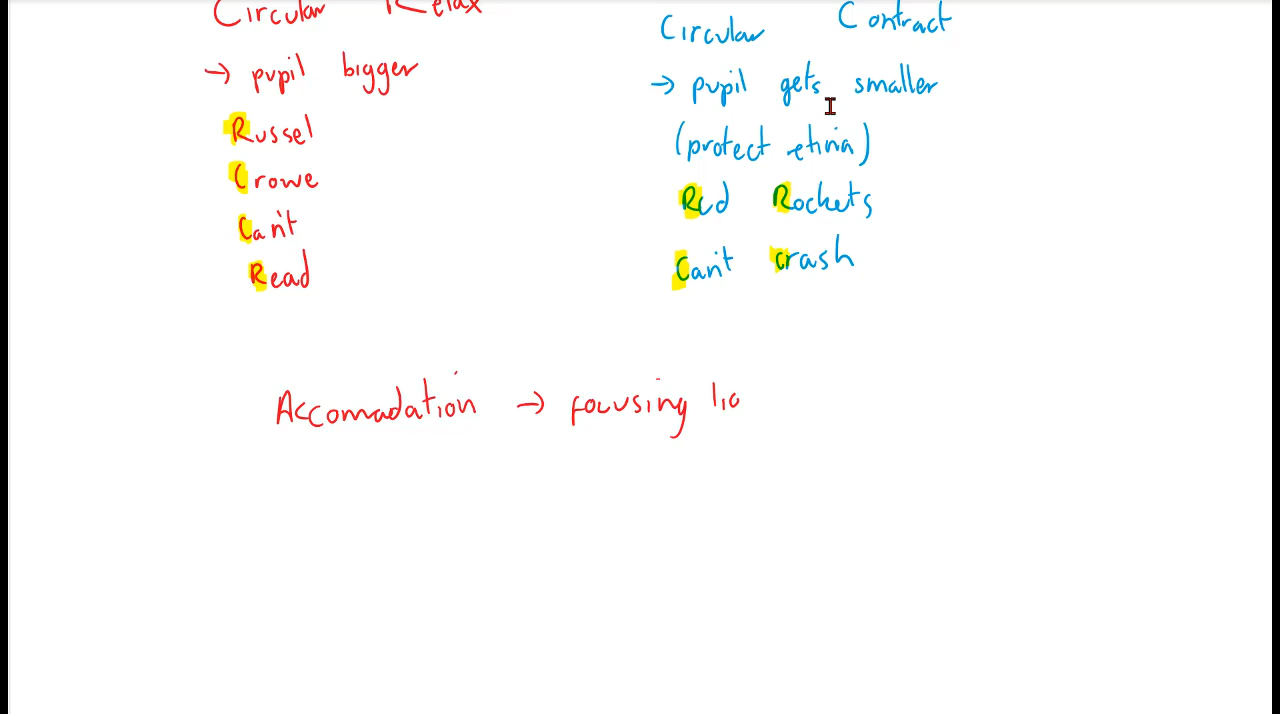 Circular Relax
→ pupil bigger
Russel
Crowe
Can't
Read
Circular Contract
→ pupil gets smaller
(protect retina)
Red Rockets
Can't crash
Accomadation → focusing